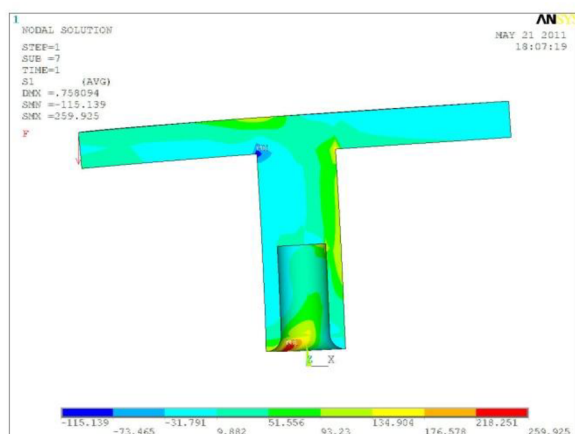 1
NODAL SOLUTION
STEP=1
SUB =7
TIME=1
S1 (AVG)
DMX =.758094
SMN =-115.139
SMX =259.925
ANSYS
MAY 21 2011
18:07:19
F
Z X
-115.139 -31.791 51.556 134.904 218.251
-73.465 9.882 93.23 176.578 259.925